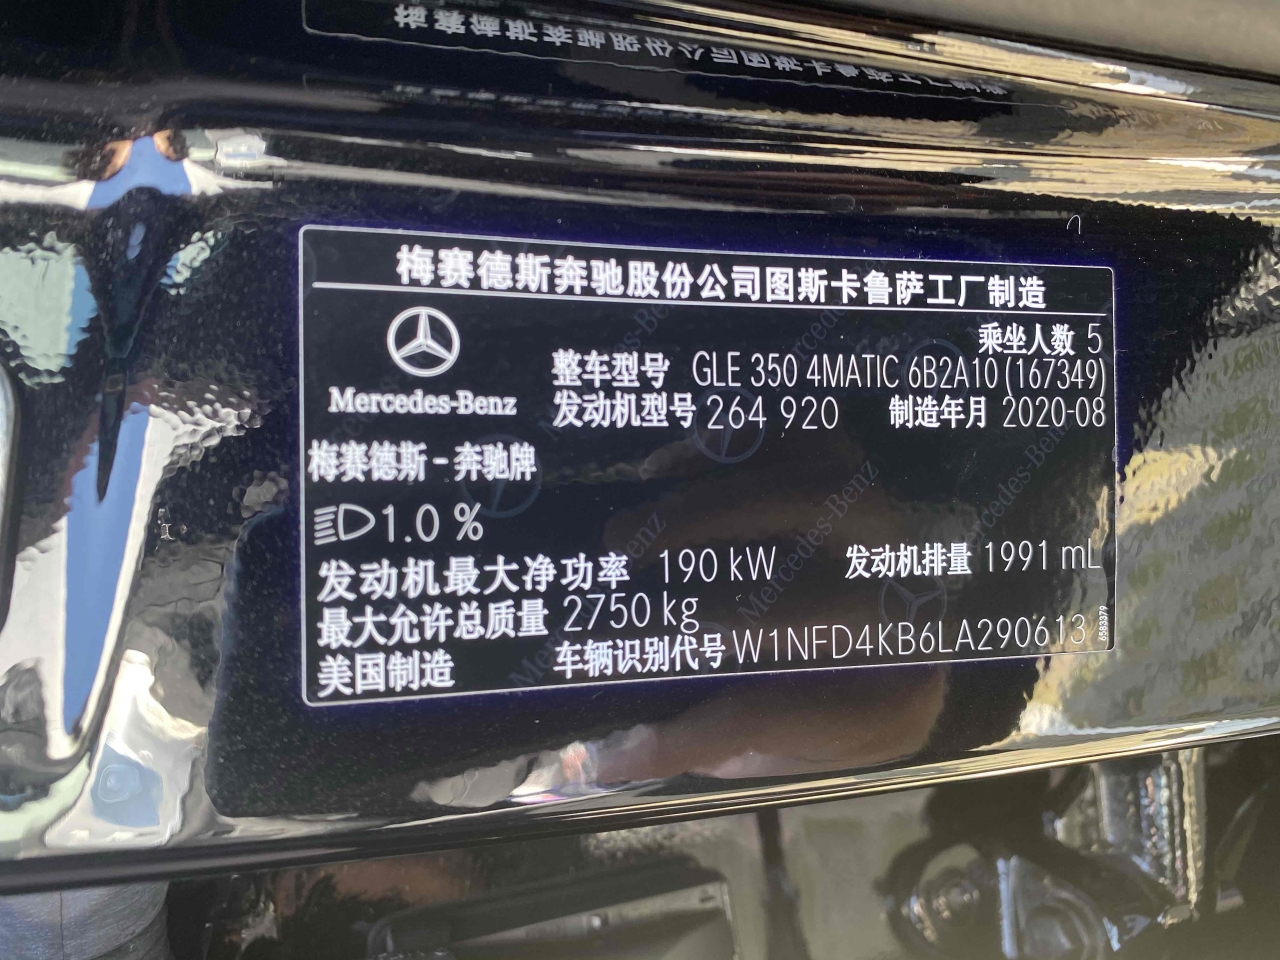 梅赛德斯奔驰股份公司图斯卡鲁萨工厂制造
乘坐人数 5
整车型号 GLE 350 4MATIC 6B2A10 (167349)
Mercedes-Benz
发动机型号 264 920 制造年月 2020-08
梅赛德斯-奔驰牌
1.0 %
发动机最大净功率 190 kW 发动机排量 1991 mL
最大允许总质量 2750 kg
美国制造 车辆识别代号 W1NFD4KB6LA290613
6583379